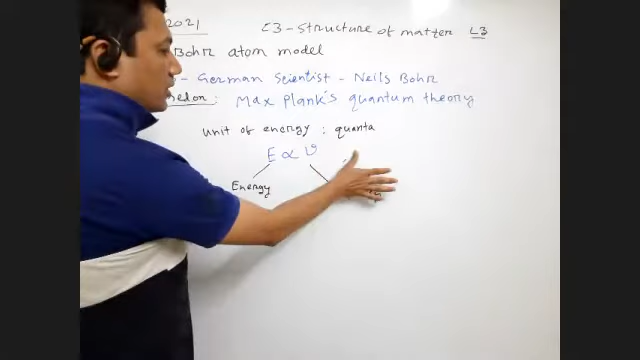 2021 C3-Structure of matter L3
Bohr atom model
- German Scientist - Neils Bohr
Max Plank's quantum theory
Unit of energy : quanta
E ∝ υ
Energy